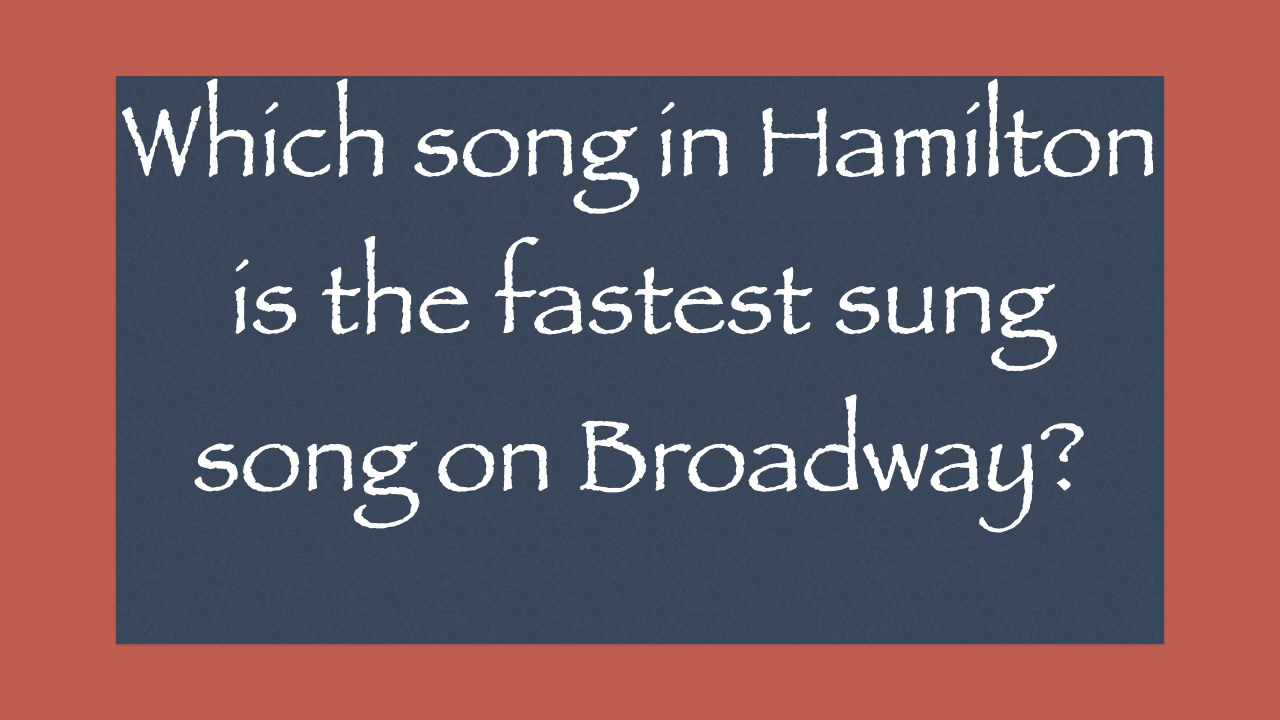 Which song in Hamilton
is the fastest sung
song on Broadway?